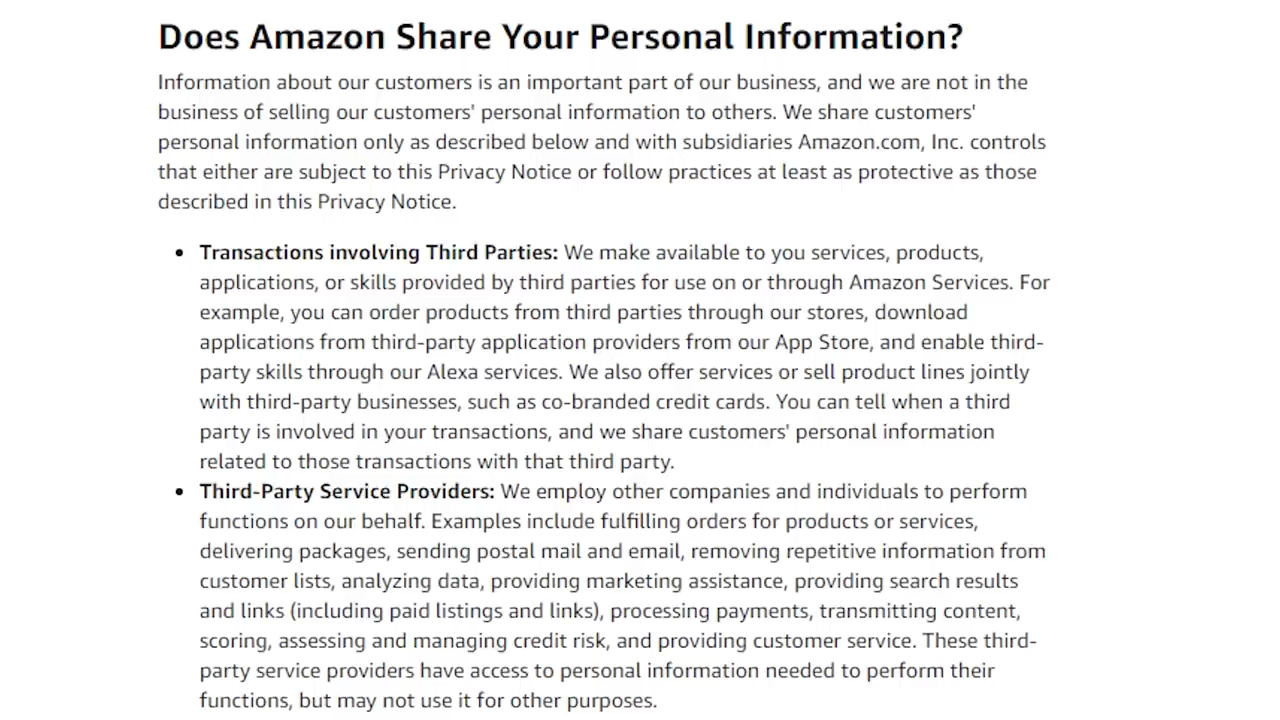 Does Amazon Share Your Personal Information?
Information about our customers is an important part of our business, and we are not in the
business of selling our customers' personal information to others. We share customers'
personal information only as described below and with subsidiaries Amazon.com, Inc. controls
that either are subject to this Privacy Notice or follow practices at least as protective as those
described in this Privacy Notice.
• Transactions involving Third Parties: We make available to you services, products,
applications, or skills provided by third parties for use on or through Amazon Services. For
example, you can order products from third parties through our stores, download
applications from third-party application providers from our App Store, and enable third-
party skills through our Alexa services. We also offer services or sell product lines jointly
with third-party businesses, such as co-branded credit cards. You can tell when a third
party is involved in your transactions, and we share customers' personal information
related to those transactions with that third party.
• Third-Party Service Providers: We employ other companies and individuals to perform
functions on our behalf. Examples include fulfilling orders for products or services,
delivering packages, sending postal mail and email, removing repetitive information from
customer lists, analyzing data, providing marketing assistance, providing search results
and links (including paid listings and links), processing payments, transmitting content,
scoring, assessing and managing credit risk, and providing customer service. These third-
party service providers have access to personal information needed to perform their
functions, but may not use it for other purposes.